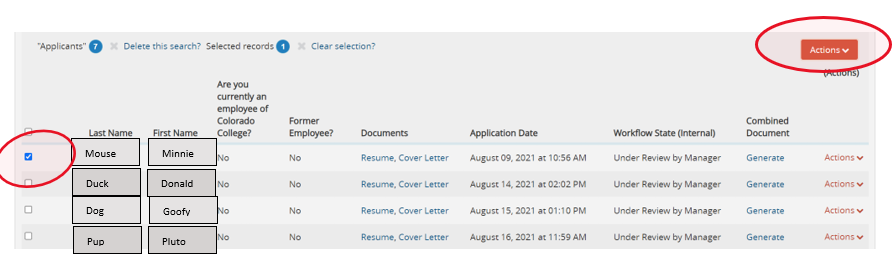 "Applicants" 7 ✖ Delete this search? Selected records 1 ✖ Clear selection? Actions
(Actions)
Are you
currently an
employee of
Colorado
College?
Former
Employee?
Combined
Document
Last Name First Name Documents Application Date Workflow State (Internal)
Mouse Minnie No No Resume, Cover Letter August 09, 2021 at 10:56 AM Under Review by Manager Generate Actions
Duck Donald No No Resume, Cover Letter August 14, 2021 at 02:02 PM Under Review by Manager Generate Actions
Dog Goofy No No Resume, Cover Letter August 15, 2021 at 01:10 PM Under Review by Manager Generate Actions
Pup Pluto No No Resume, Cover Letter August 16, 2021 at 11:59 AM Under Review by Manager Generate Actions